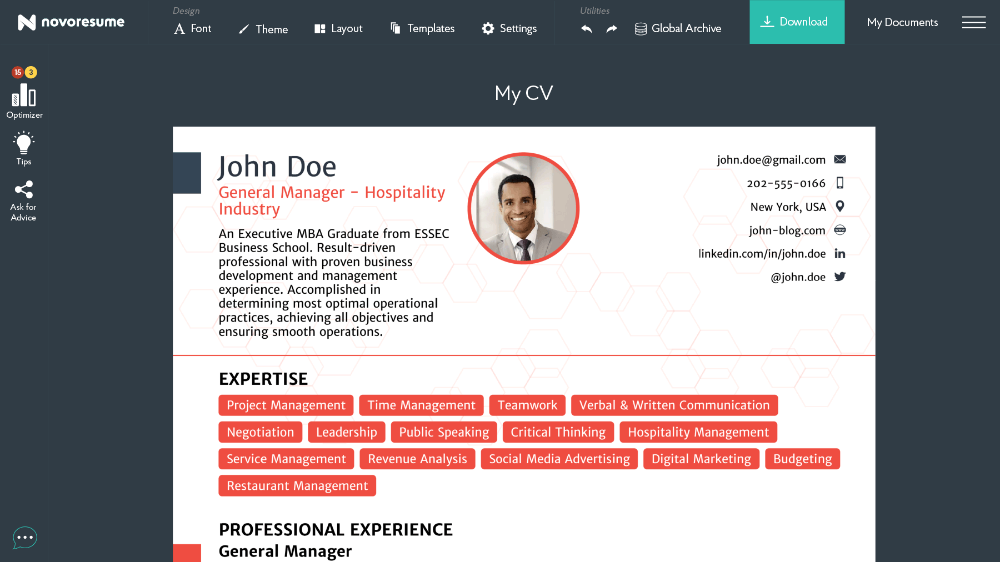 novoresume
Design
A Font
Theme
Layout
Templates
Settings
Utilities
Global Archive
Download
My Documents
15 3
Optimizer
Tips
Ask for
Advice
My CV
John Doe
General Manager - Hospitality
Industry
An Executive MBA Graduate from ESSEC
Business School. Result-driven
professional with proven business
development and management
experience. Accomplished in
determining most optimal operational
practices, achieving all objectives and
ensuring smooth operations.
john.doe@gmail.com
202-555-0166
New York, USA
john-blog.com
linkedin.com/in/john.doe in
@john.doe
EXPERTISE
Project Management Time Management Teamwork Verbal & Written Communication
Negotiation Leadership Public Speaking Critical Thinking Hospitality Management
Service Management Revenue Analysis Social Media Advertising Digital Marketing Budgeting
Restaurant Management
PROFESSIONAL EXPERIENCE
General Manager